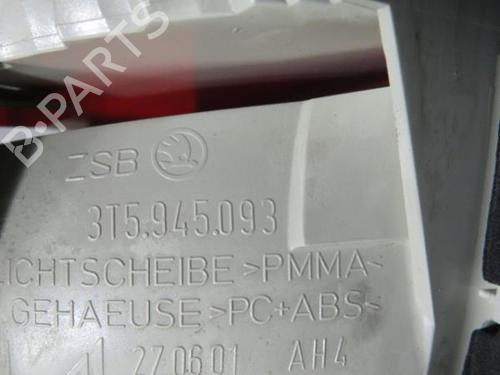 B-PARTS
ZSB
3T5.945.093
LICHTSCHEIBE >PMMA<
GEHAEUSE >PC+ABS<
27.06.01 AH4